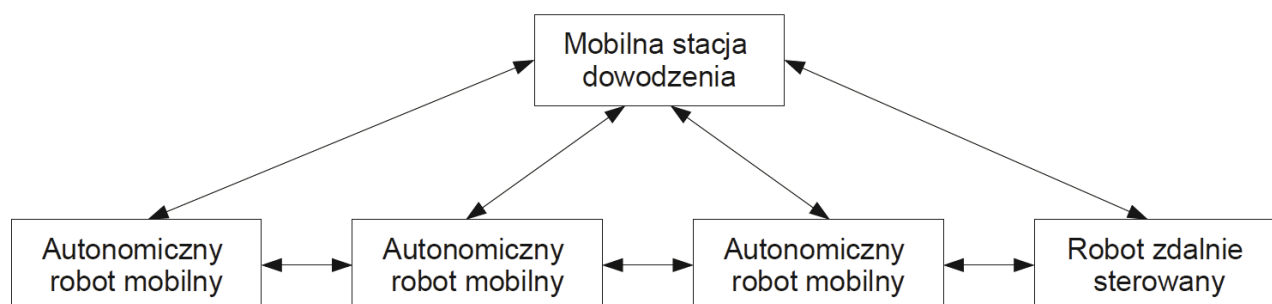 Mobilna stacja
dowodzenia
Autonomiczny
robot mobilny
Autonomiczny
robot mobilny
Autonomiczny
robot mobilny
Robot zdalnie
sterowany